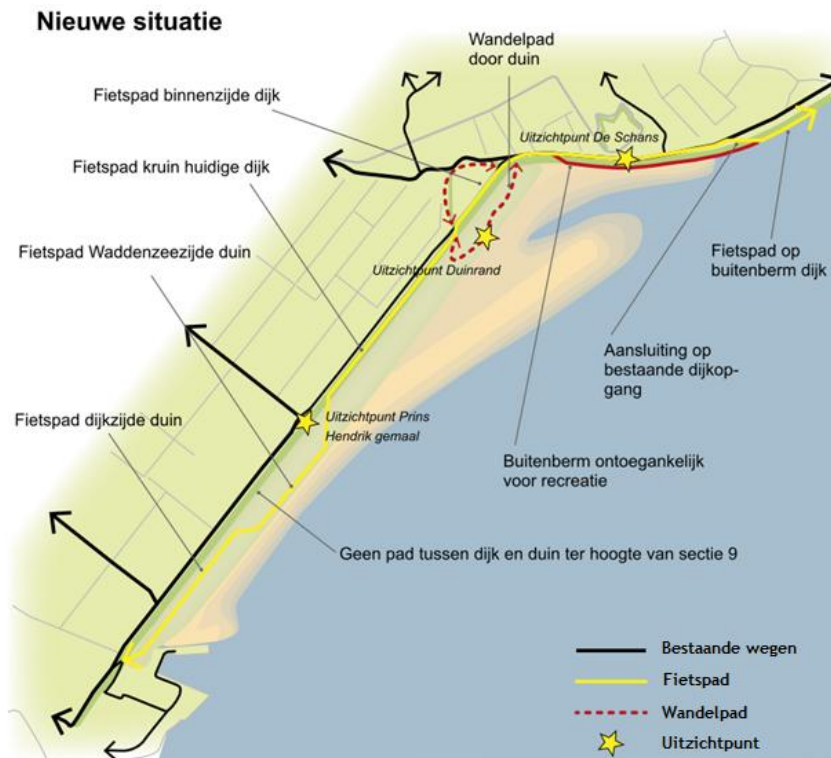 Nieuwe situatie
Wandelpad
door duin
Fietspad binnenzijde dijk
Uitzichtpunt De Schans
Fietspad kruin huidige dijk
Fietspad Waddenzeezijde duin
Uitzichtpunt Duinrand
Fietspad op
buitenberm dijk
Aansluiting op
bestaande dijkop-
gang
Fietspad dijkzijde duin
Uitzichtpunt Prins
Hendrik gemaal
Buitenberm ontoegankelijk
voor recreatie
Geen pad tussen dijk en duin ter hoogte van sectie 9
Bestaande wegen
Fietspad
Wandelpad
Uitzichtpunt